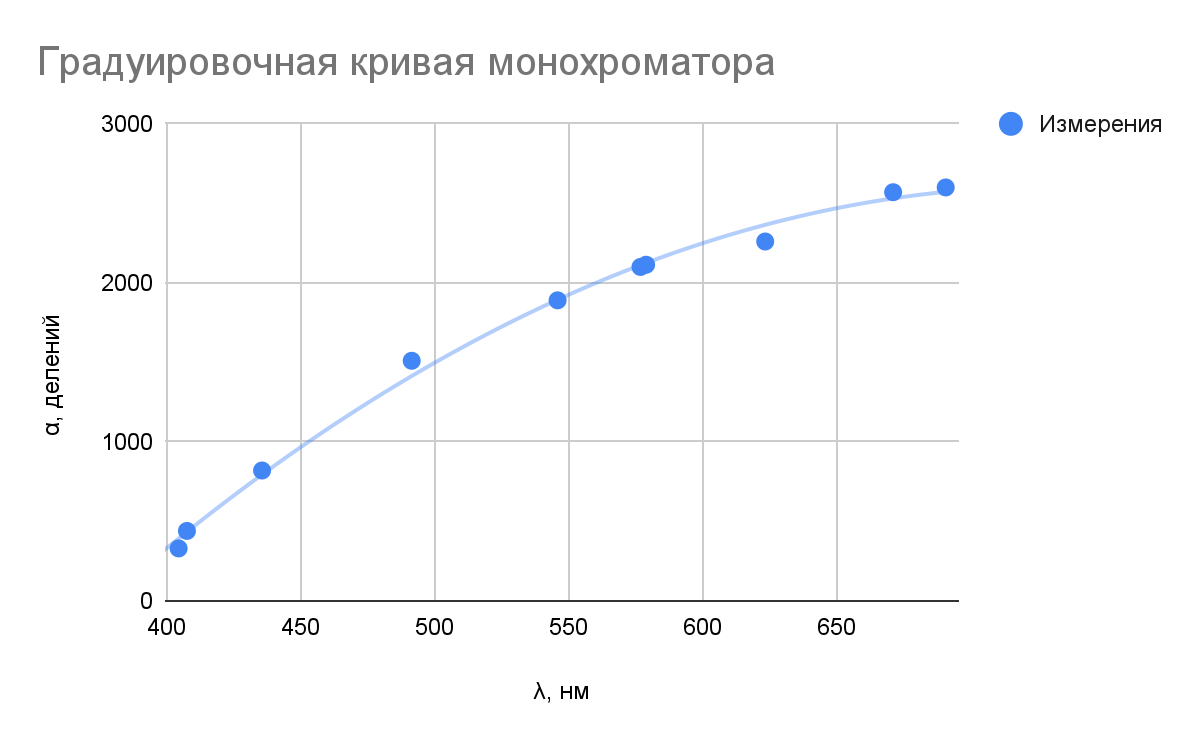 Градуировочная кривая монохроматора
Измерения
3000
2000
1000
0
α, делений
400 450 500 550 600 650
λ, нм